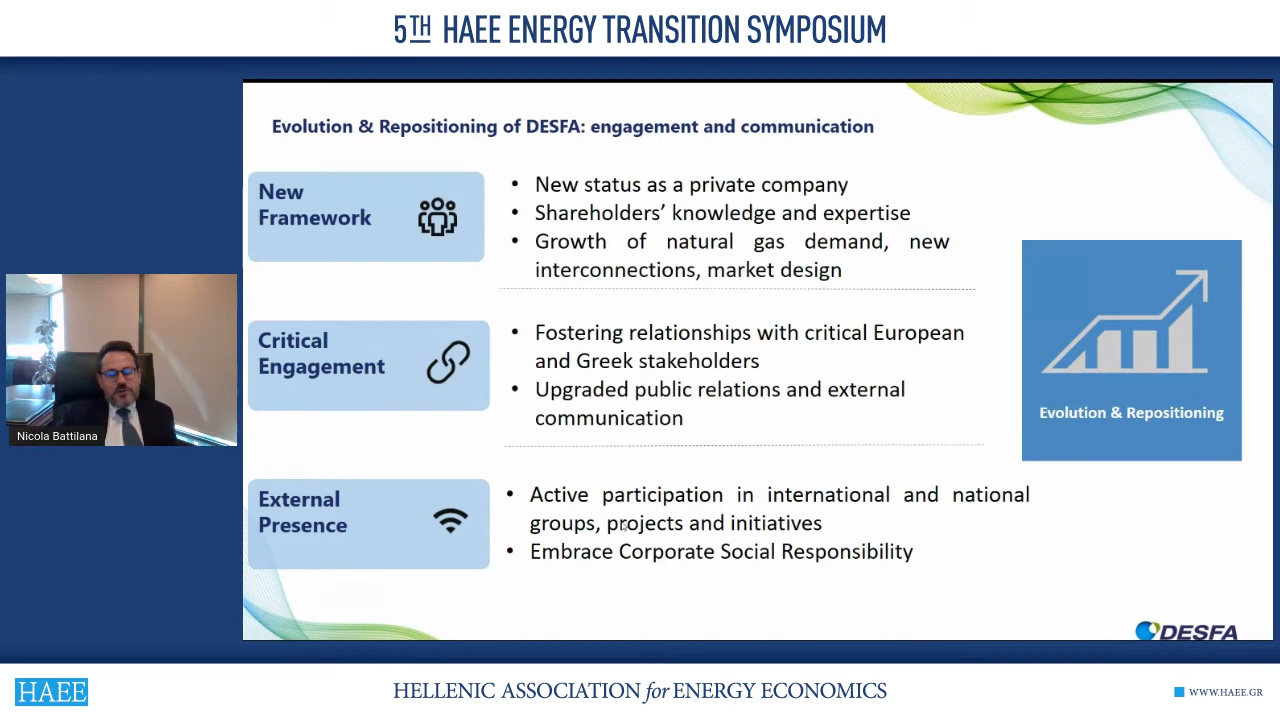 5TH HAEE ENERGY TRANSITION SYMPOSIUM
Evolution & Repositioning of DESFA: engagement and communication
New
Framework
• New status as a private company
• Shareholders’ knowledge and expertise
• Growth of natural gas demand, new
interconnections, market design
Critical
Engagement
• Fostering relationships with critical European
and Greek stakeholders
• Upgraded public relations and external
communication
External
Presence
• Active participation in international and national
groups, projects and initiatives
• Embrace Corporate Social Responsibility
Evolution & Repositioning
Nicola Battilana
DESFA
HAEE
HELLENIC ASSOCIATION for ENERGY ECONOMICS
WWW.HAEE.GR